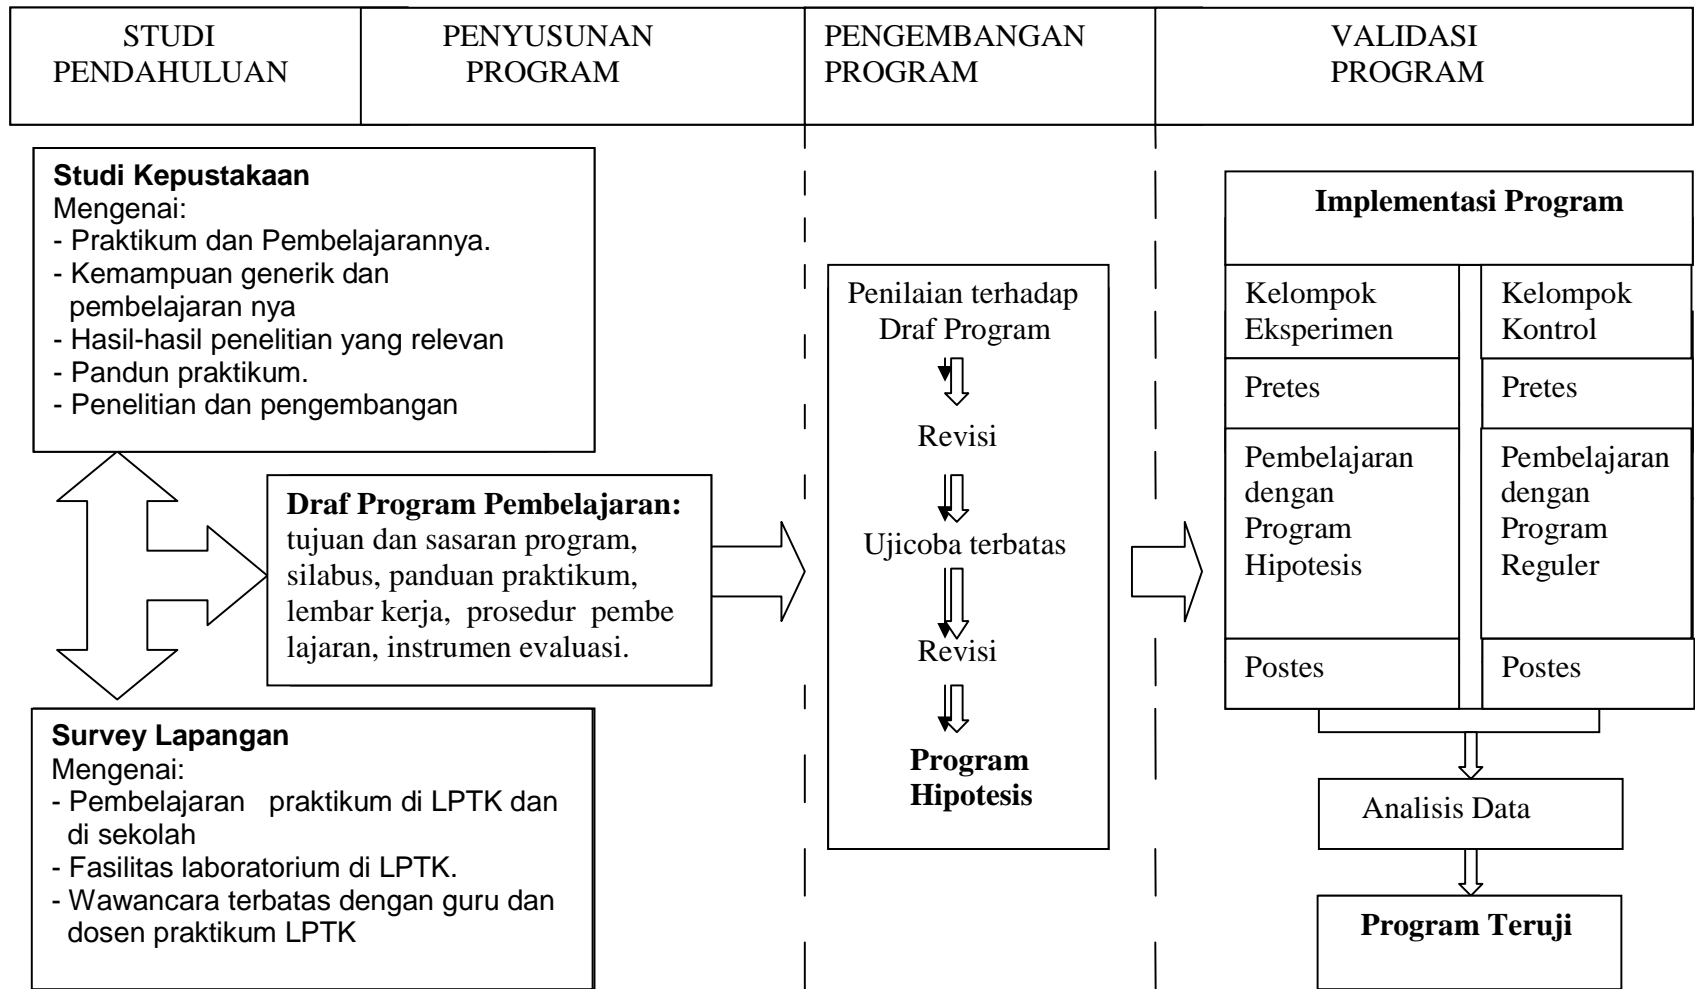 STUDI
PENDAHULUAN
PENYUSUNAN
PROGRAM
PENGEMBANGAN
PROGRAM
VALIDASI
PROGRAM
Studi Kepustakaan
Mengenai:
- Praktikum dan Pembelajarannya.
- Kemampuan generik dan
pembelajaran nya
- Hasil-hasil penelitian yang relevan
- Pandun praktikum.
- Penelitian dan pengembangan
Draf Program Pembelajaran:
tujuan dan sasaran program,
silabus, panduan praktikum,
lembar kerja, prosedur pembe
lajaran, instrumen evaluasi.
Survey Lapangan
Mengenai:
- Pembelajaran praktikum di LPTK dan
di sekolah
- Fasilitas laboratorium di LPTK.
- Wawancara terbatas dengan guru dan
dosen praktikum LPTK
Penilaian terhadap
Draf Program
Revisi
Ujicoba terbatas
Revisi
Program
Hipotesis
Implementasi Program
Kelompok
Eksperimen
Kelompok
Kontrol
Pretes
Pretes
Pembelajaran
dengan
Program
Hipotesis
Pembelajaran
dengan
Program
Reguler
Postes
Postes
Analisis Data
Program Teruji